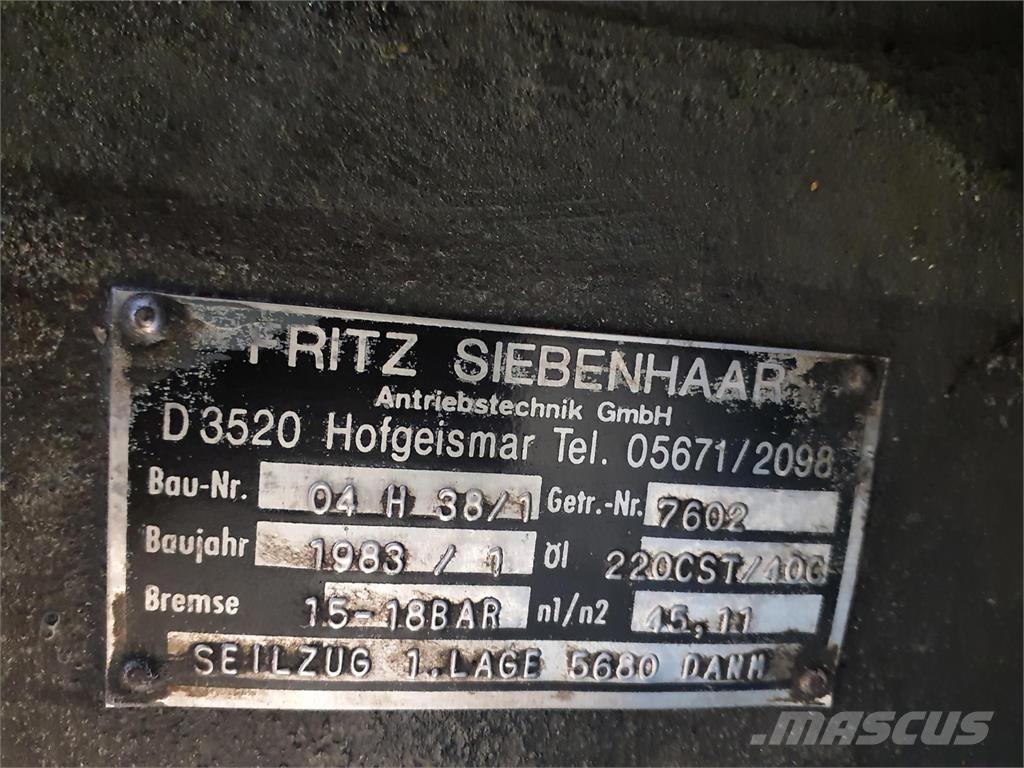 FRITZ SIEBENHAAR
Antriebstechnik GmbH
D 3520 Hofgeismar Tel. 05671/2098
Bau-Nr. 04 H 38/1 Getr.-Nr. 7602
Baujahr 1983 / 1 öl 220CST/40C
Bremse 15-18BAR n1/n2 45,11
SEILZUG 1.LAGE 5680 DANM
MASCUS